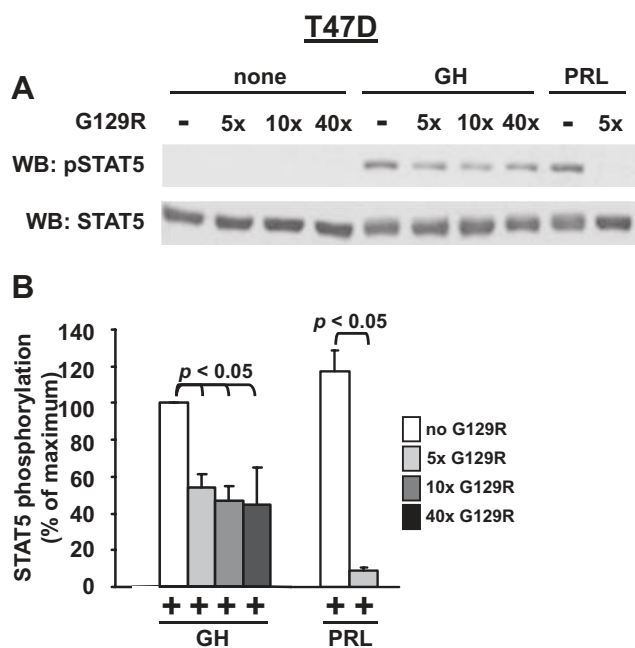 T47D
A
none GH PRL
G129R - 5x 10x 40x - 5x 10x 40x - 5x
WB: pSTAT5
WB: STAT5
B
STAT5 phosphorylation
(% of maximum)
140
120
100
80
60
40
20
0
p < 0.05
p < 0.05
no G129R
5x G129R
10x G129R
40x G129R
+ + + + + +
GH PRL